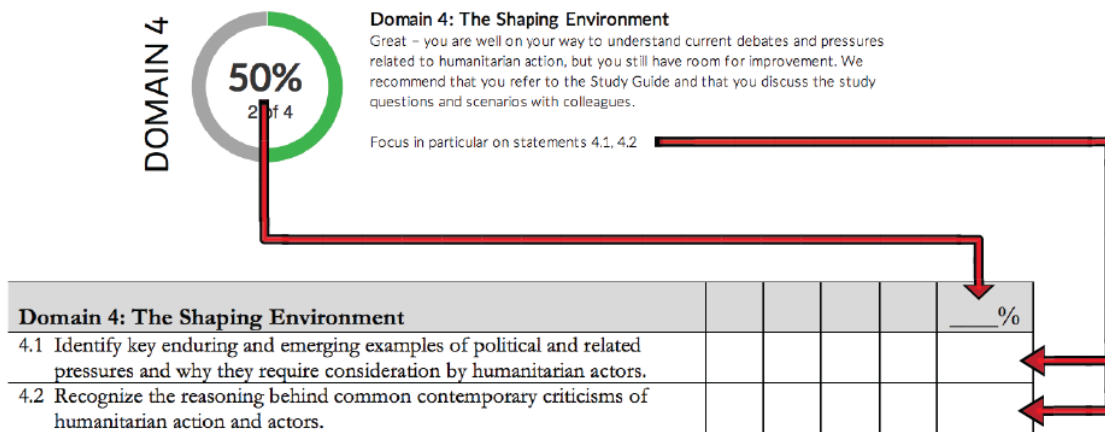 DOMAIN 4
50%
2 of 4
Domain 4: The Shaping Environment
Great – you are well on your way to understand current debates and pressures
related to humanitarian action, but you still have room for improvement. We
recommend that you refer to the Study Guide and that you discuss the study
questions and scenarios with colleagues.
Focus in particular on statements 4.1, 4.2
Domain 4: The Shaping Environment
____%
4.1 Identify key enduring and emerging examples of political and related
pressures and why they require consideration by humanitarian actors.
4.2 Recognize the reasoning behind common contemporary criticisms of
humanitarian action and actors.